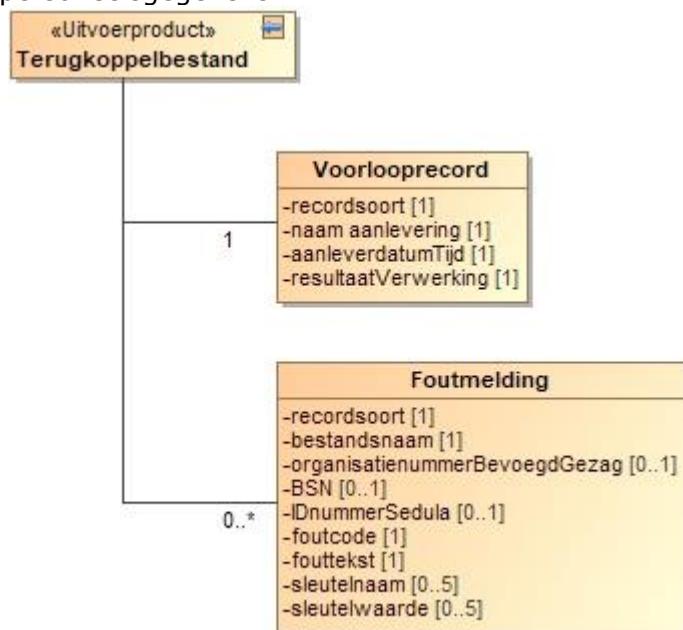 «Uitvoerproduct»
Terugkoppelbestand
Voorlooprecord
-recordsoort [1]
-naam aanlevering [1]
-aanleverdatumTijd [1]
-resultaatVerwerking [1]
1
Foutmelding
-recordsoort [1]
-bestandsnaam [1]
-organisatienummerBevoegdGezag [0..1]
-BSN [0..1]
-IDnummerSedula [0..1]
-foutcode [1]
-fouttekst [1]
-sleutelnaam [0..5]
-sleutelwaarde [0..5]
0..*